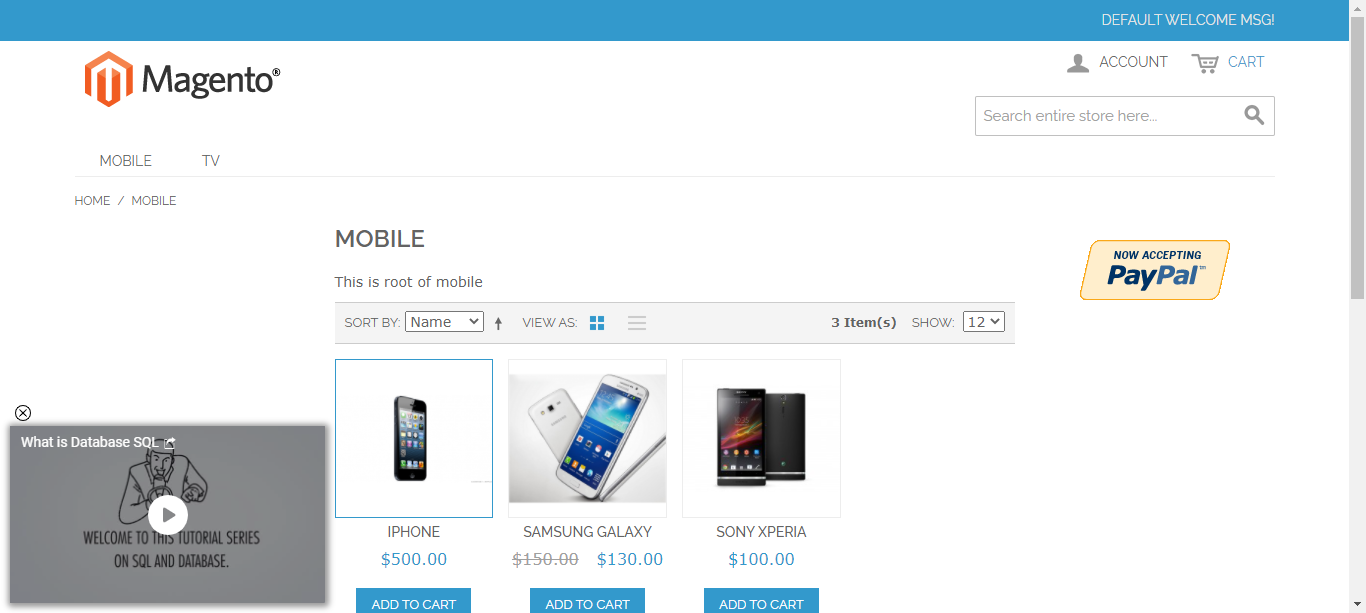 DEFAULT WELCOME MSG!
Magento®
ACCOUNT CART
Search entire store here...
MOBILE TV
HOME / MOBILE
MOBILE
NOW ACCEPTING
PayPal™
This is root of mobile
SORT BY: Name VIEW AS: 3 Item(s) SHOW: 12
What is Database SQL
WELCOME TO THIS TUTORIAL SERIES
ON SQL AND DATABASE.
IPHONE SAMSUNG GALAXY SONY XPERIA
$500.00 $150.00 $130.00 $100.00
ADD TO CART ADD TO CART ADD TO CART